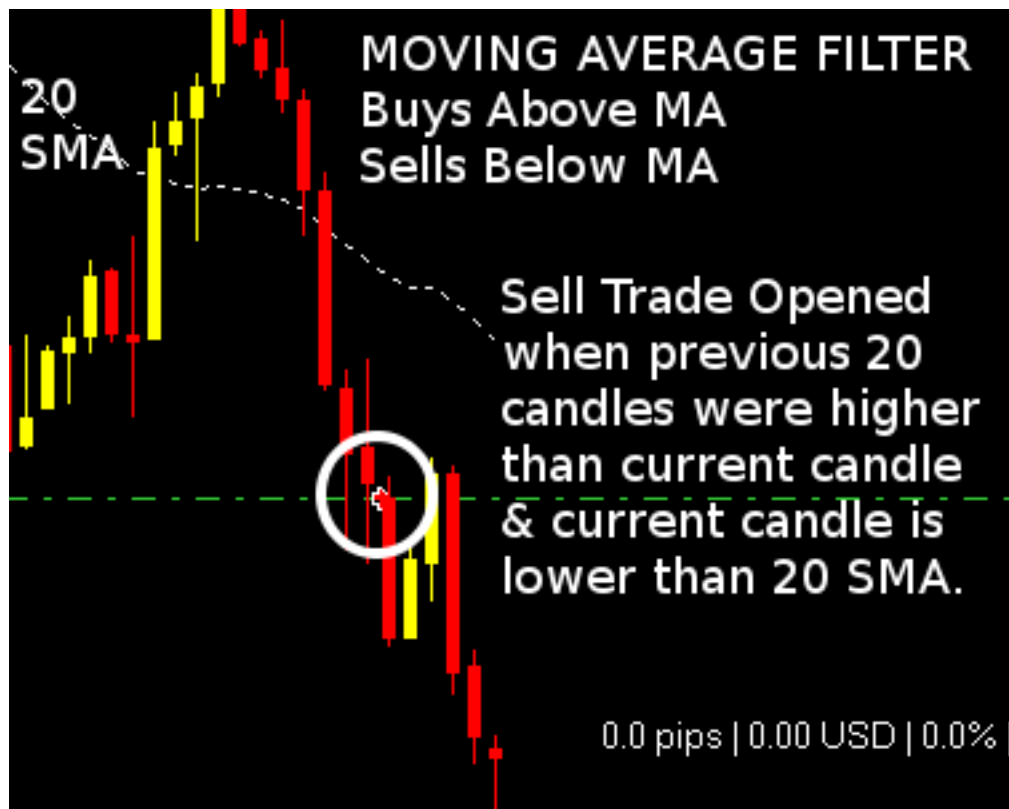 20
SMA
MOVING AVERAGE FILTER
Buys Above MA
Sells Below MA
Sell Trade Opened
when previous 20
candles were higher
than current candle
& current candle is
lower than 20 SMA.
0.0 pips | 0.00 USD | 0.0% |